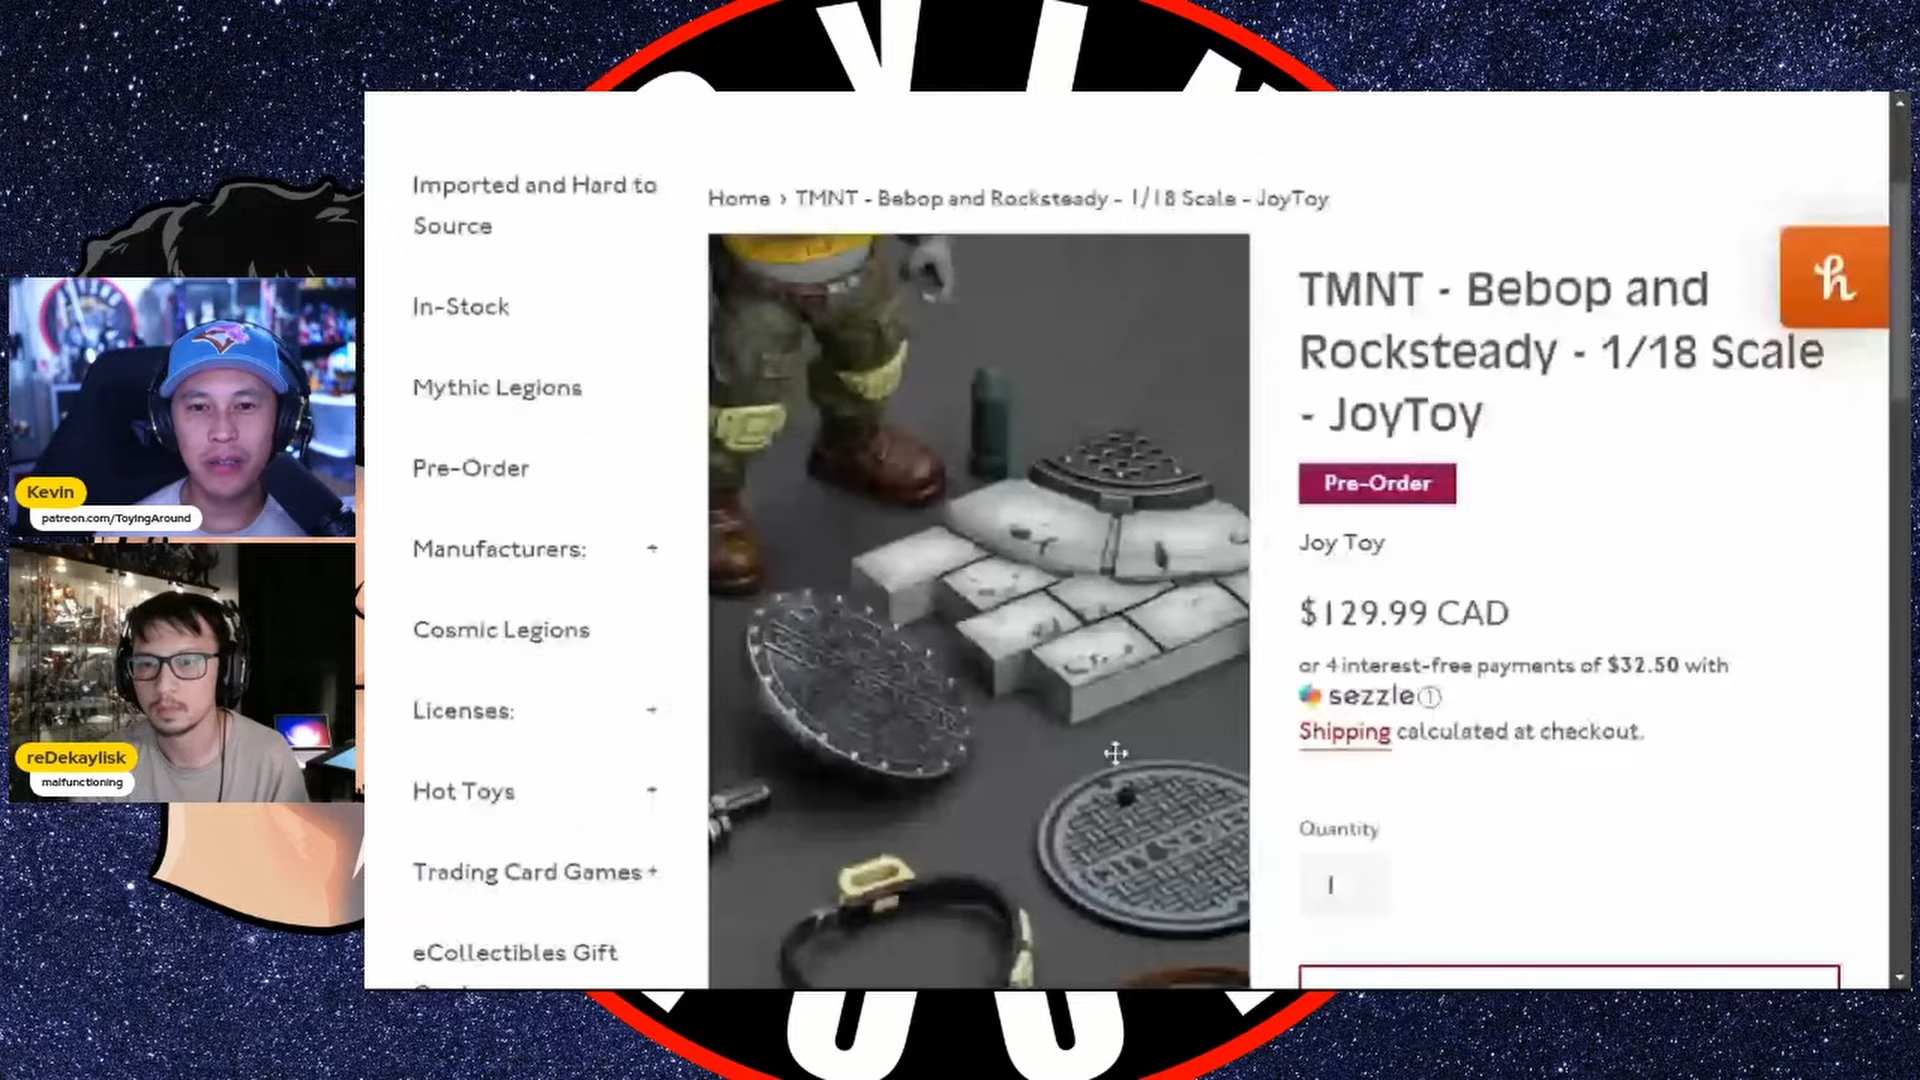 Imported and Hard to
Source
In-Stock
Mythic Legions
Pre-Order
Manufacturers: +
Cosmic Legions
Licenses: +
Hot Toys +
Trading Card Games +
eCollectibles Gift
Home › TMNT - Bebop and Rocksteady - 1/18 Scale - JoyToy
TMNT - Bebop and
Rocksteady - 1/18 Scale
- JoyToy
Pre-Order
Joy Toy
$129.99 CAD
or 4 interest-free payments of $32.50 with
sezzle
Shipping calculated at checkout.
Quantity
1
h
Kevin
patreon.com/ToyingAround
reDekaylisk
malfunctioning